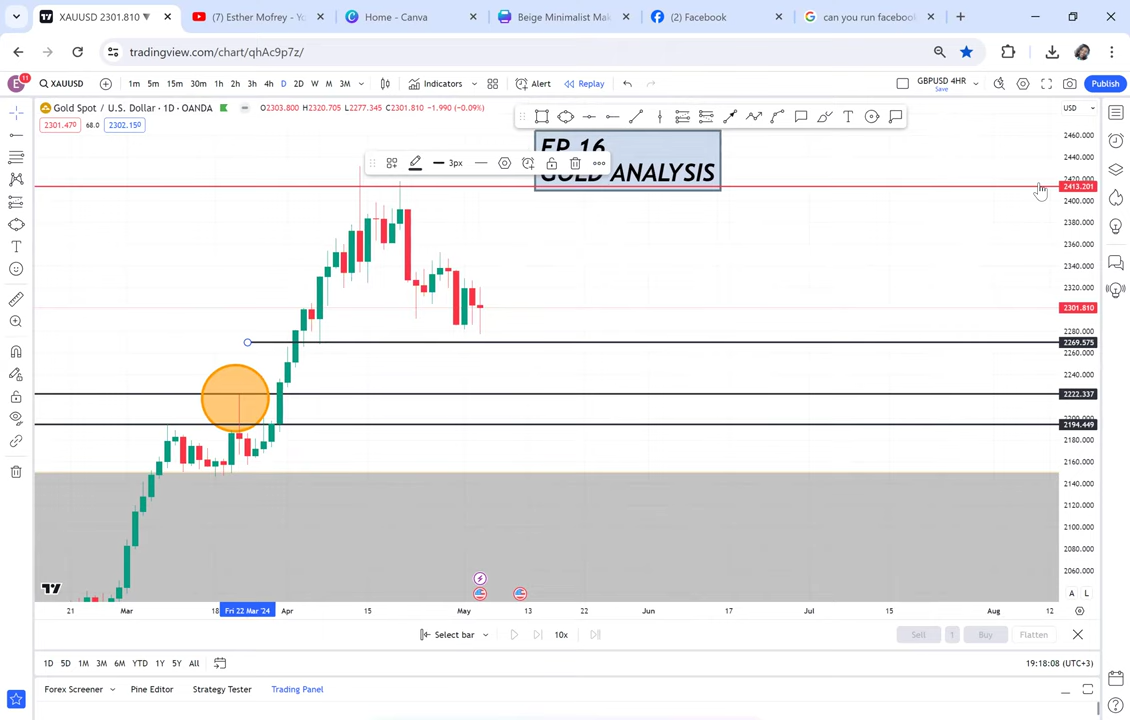 XAUUSD 2301.810 ▼
(7) Esther Mofrey - Yo
Home - Canva
Beige Minimalist Mak
(2) Facebook
can you run facebook
tradingview.com/chart/qhAc9p7z/
E
11
XAUUSD
1m 5m 15m 30m 1h 2h 3h 4h D 2D W M 3M
Indicators
Alert
Replay
GBPUSD 4HR
Save
Publish
Gold Spot / U.S. Dollar · 1D · OANDA
O2303.800 H2320.705 L2277.345 C2301.810 −1.990 (−0.09%)
USD
2301.470 68.0 2302.150
EP 16
GOLD ANALYSIS
3px
2460.000
2440.000
2420.000
2413.201
2400.000
2380.000
2360.000
2340.000
2320.000
2301.810
2280.000
2269.575
2260.000
2240.000
2222.337
2200.000
2194.449
2180.000
2160.000
2140.000
2120.000
2100.000
2080.000
2060.000
A L
21 Mar 18 Fri 22 Mar '24 Apr 15 May 13 22 Jun 17 Jul 15 Aug 12
Select bar
10x
Sell 1 Buy Flatten
1D 5D 1M 3M 6M YTD 1Y 5Y All
19:18:08 (UTC+3)
Forex Screener Pine Editor Strategy Tester Trading Panel